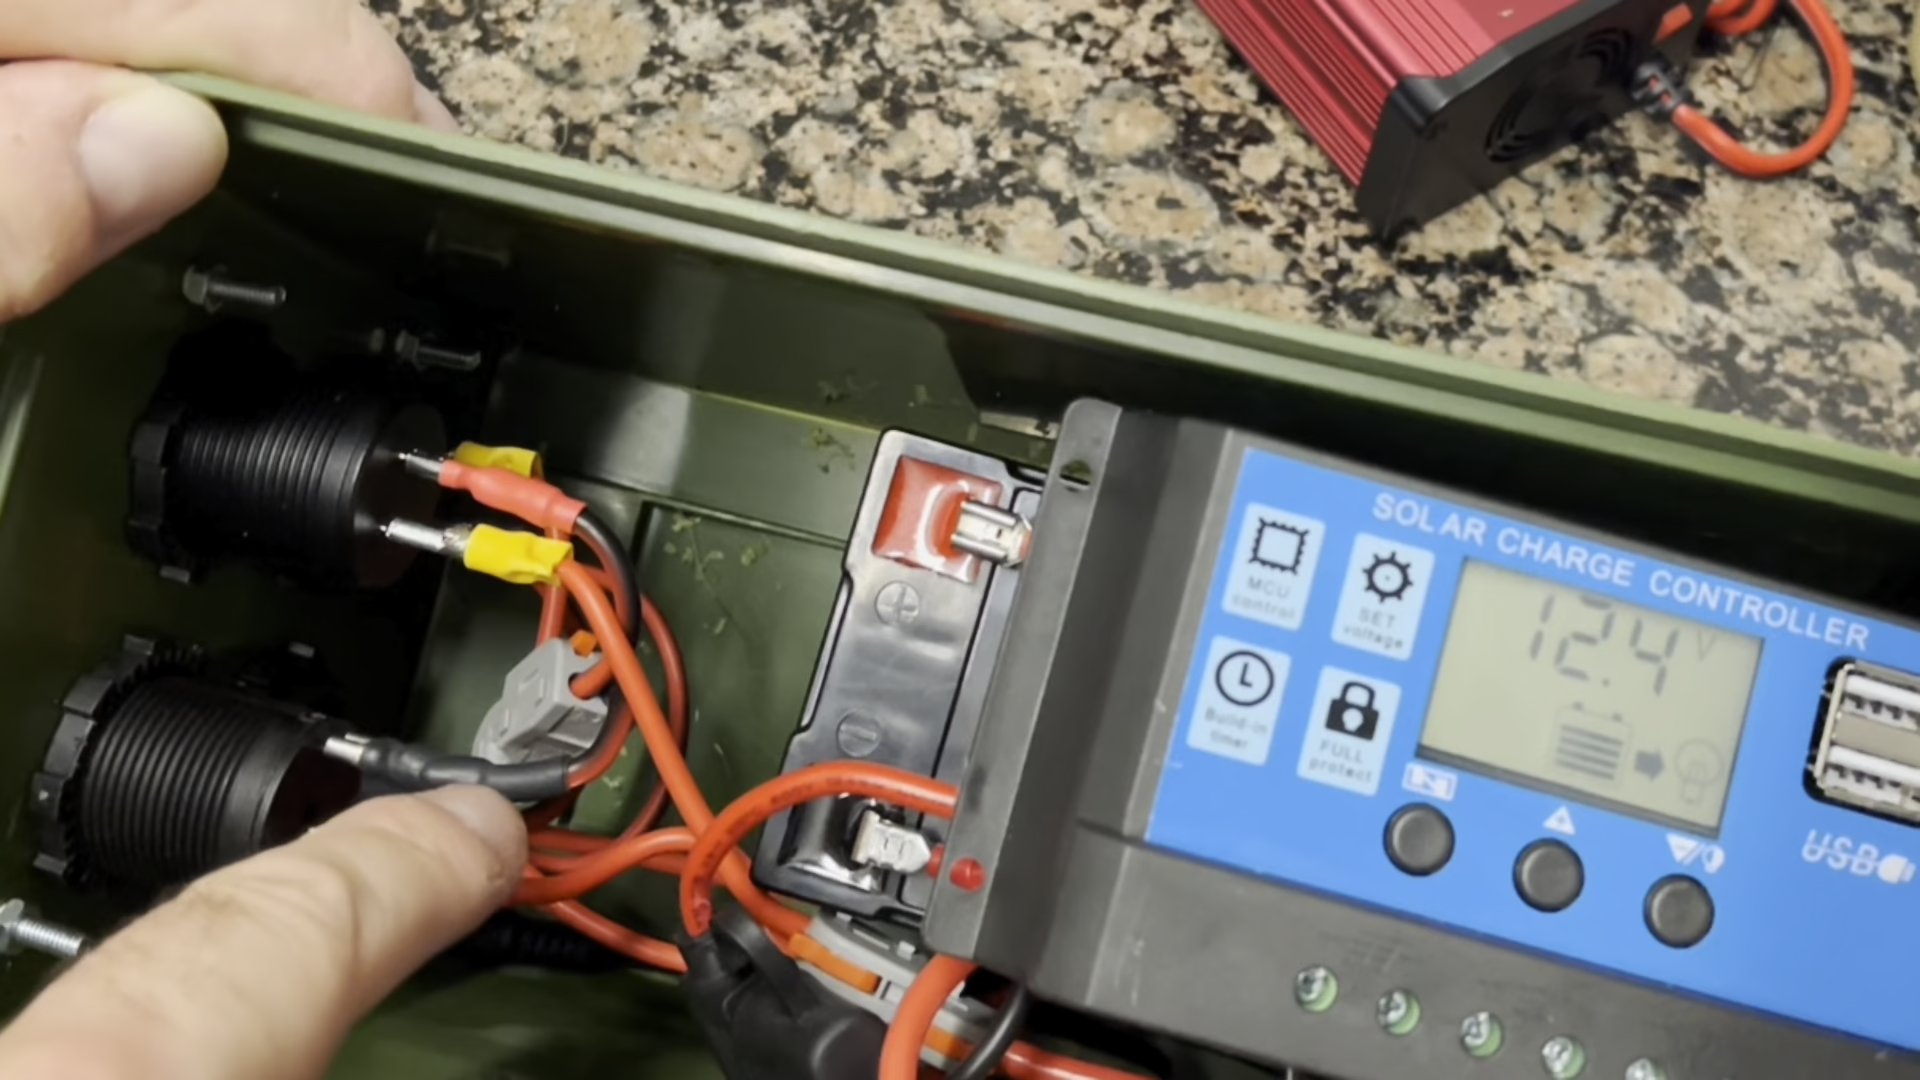 SOLAR CHARGE CONTROLLER
MCU
control
SET
voltage
Build-in
timer
FULL
protect
12.4 V
USB